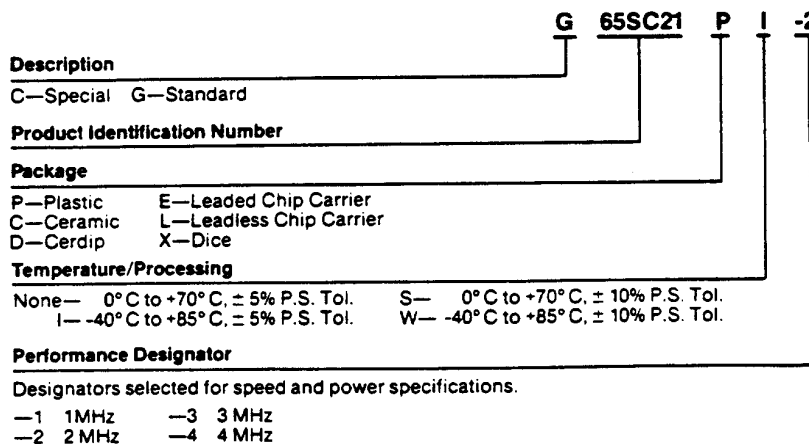 G 65SC21 P I -2
Description
C—Special G—Standard
Product Identification Number
Package
P—Plastic E—Leaded Chip Carrier
C—Ceramic L—Leadless Chip Carrier
D—Cerdip X—Dice
Temperature/Processing
None— 0° C to +70° C, ± 5% P.S. Tol. S— 0° C to +70° C, ± 10% P.S. Tol.
I— -40° C to +85° C, ± 5% P.S. Tol. W— -40° C to +85° C, ± 10% P.S. Tol.
Performance Designator
Designators selected for speed and power specifications.
—1 1MHz —3 3 MHz
—2 2 MHz —4 4 MHz